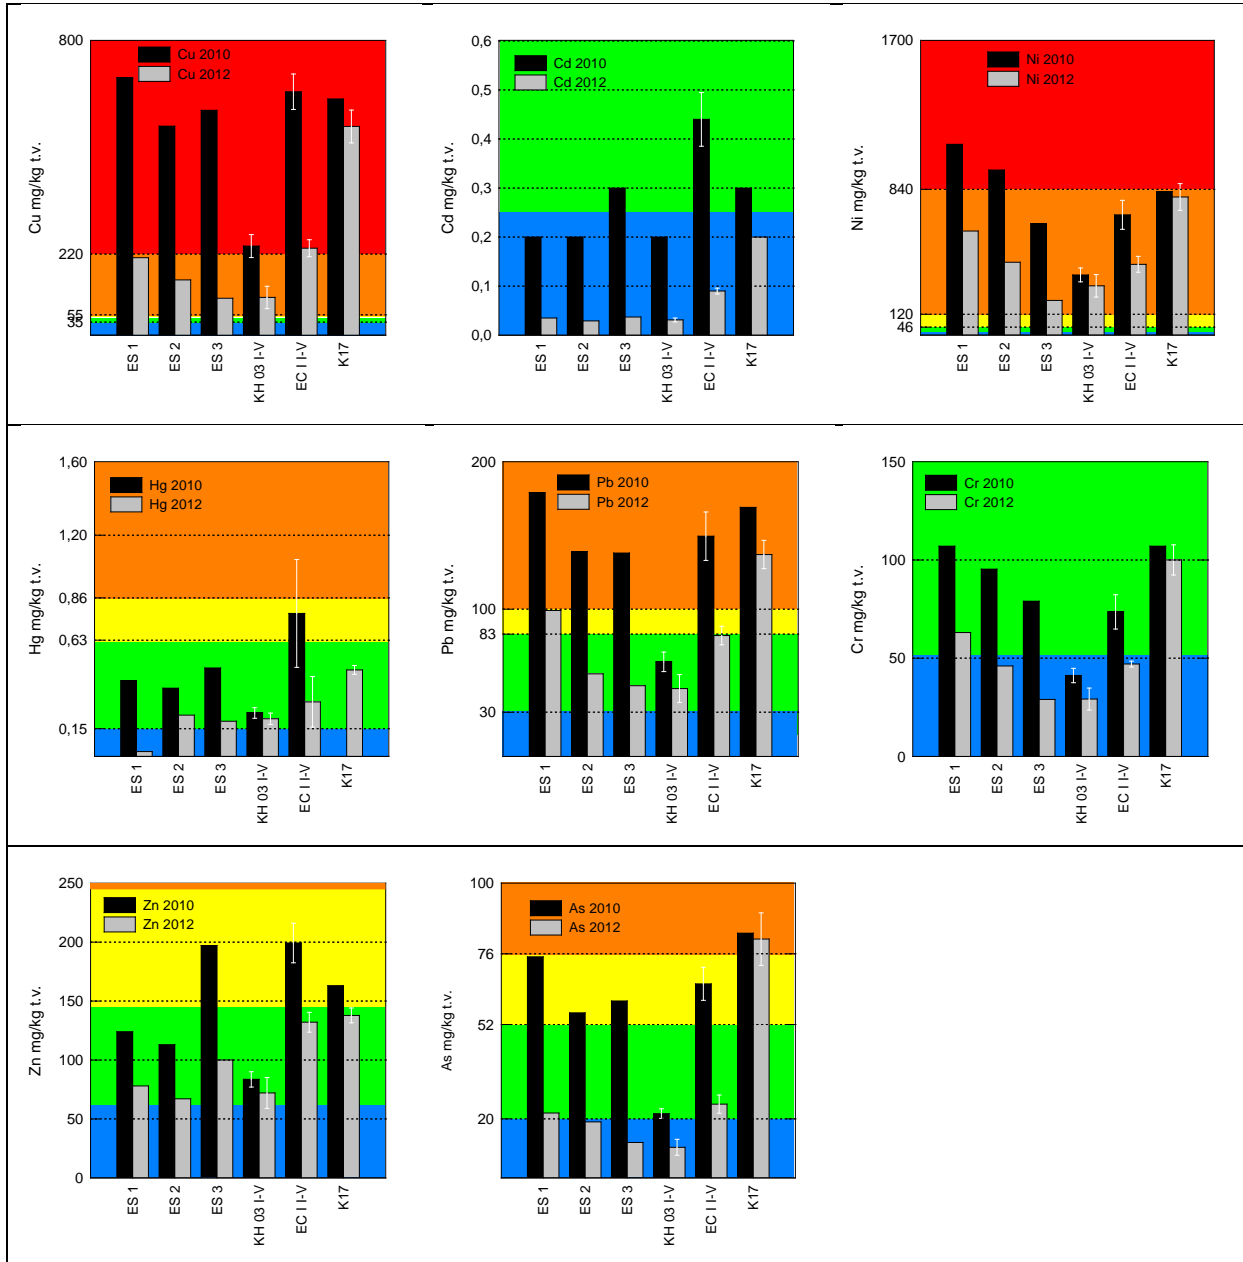 Cu mg/kg t.v.
800
220
55
35
Cu 2010
Cu 2012
ES 1
ES 2
ES 3
KH 03 I-V
EC I I-V
K17
Cd mg/kg t.v.
0,6
0,5
0,4
0,3
0,2
0,1
0,0
Cd 2010
Cd 2012
ES 1
ES 2
ES 3
KH 03 I-V
EC I I-V
K17
Ni mg/kg t.v.
1700
840
120
46
Ni 2010
Ni 2012
ES 1
ES 2
ES 3
KH 03 I-V
EC I I-V
K17
Hg mg/kg t.v.
1,60
1,20
0,86
0,63
0,15
Hg 2010
Hg 2012
ES 1
ES 2
ES 3
KH 03 I-V
EC I I-V
K17
Pb mg/kg t.v.
200
100
83
30
Pb 2010
Pb 2012
ES 1
ES 2
ES 3
KH 03 I-V
EC I I-V
K17
Cr mg/kg t.v.
150
100
50
0
Cr 2010
Cr 2012
ES 1
ES 2
ES 3
KH 03 I-V
EC I I-V
K17
Zn mg/kg t.v.
250
200
150
100
50
0
Zn 2010
Zn 2012
ES 1
ES 2
ES 3
KH 03 I-V
EC I I-V
K17
As mg/kg t.v.
100
76
52
20
As 2010
As 2012
ES 1
ES 2
ES 3
KH 03 I-V
EC I I-V
K17